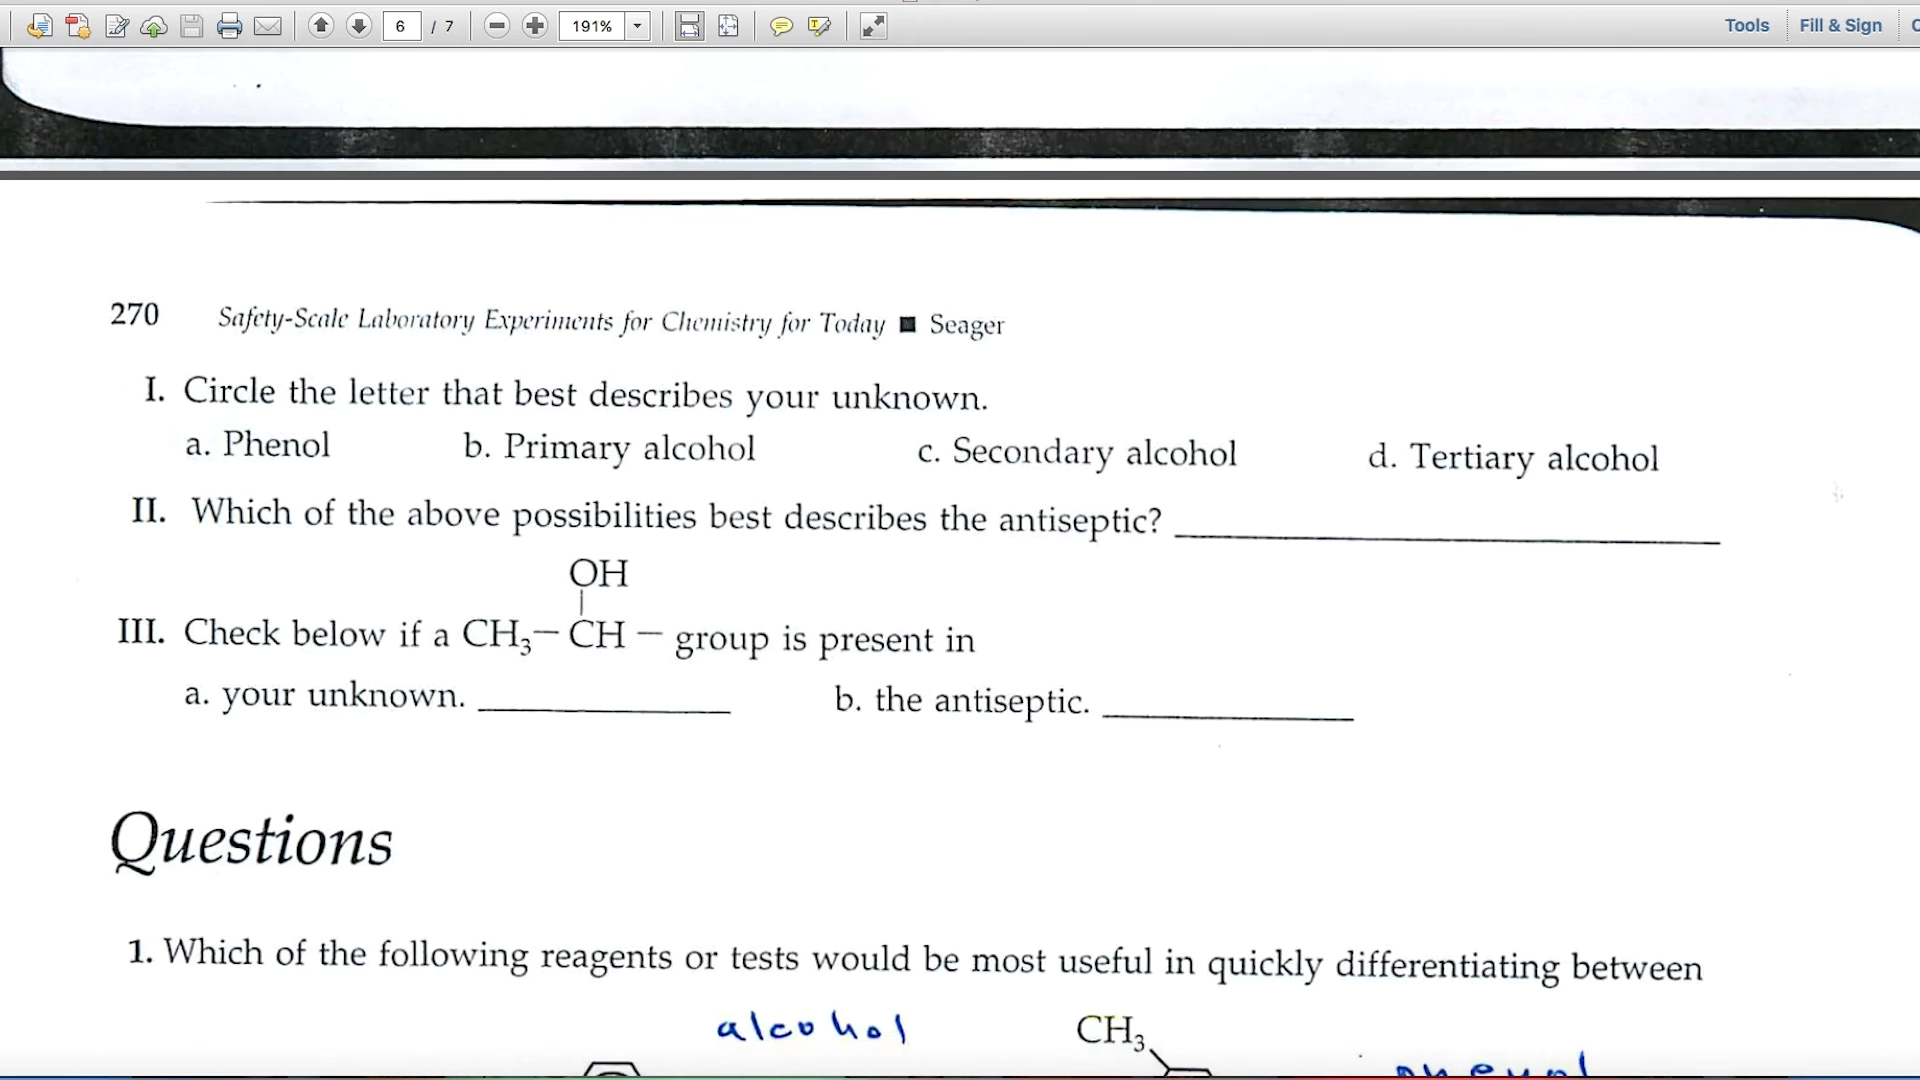 6 / 7 191% Tools Fill & Sign
270 Safety-Scale Laboratory Experiments for Chemistry for Today ■ Seager
I. Circle the letter that best describes your unknown.
a. Phenol b. Primary alcohol c. Secondary alcohol d. Tertiary alcohol
II. Which of the above possibilities best describes the antiseptic?
OH
III. Check below if a CH₃– CH – group is present in
a. your unknown. b. the antiseptic.
Questions
1. Which of the following reagents or tests would be most useful in quickly differentiating between
alcohol CH₃